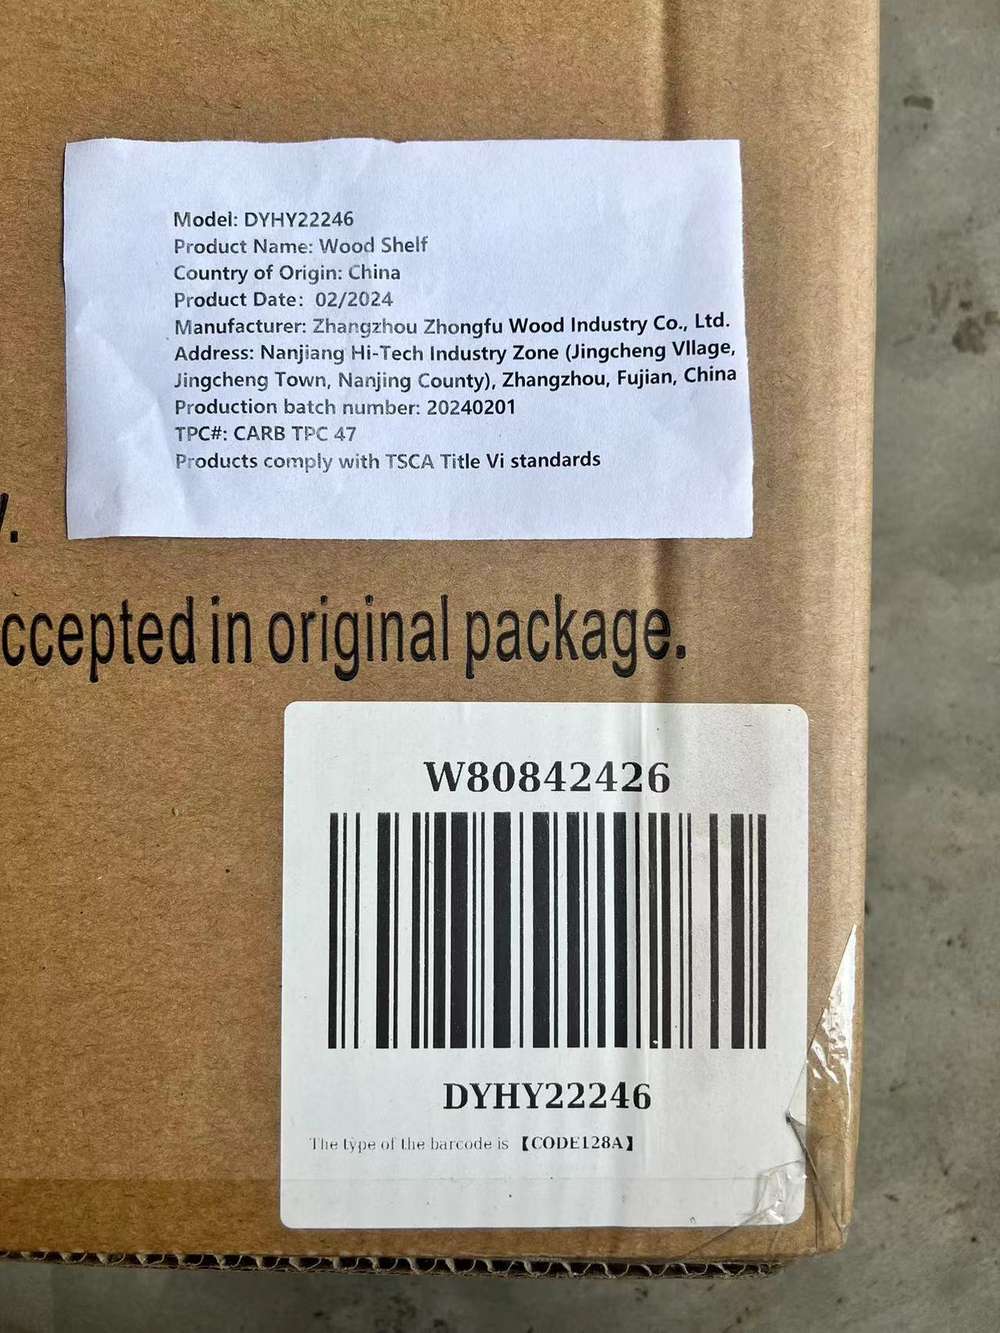 Model: DYHY22246
Product Name: Wood Shelf
Country of Origin: China
Product Date: 02/2024
Manufacturer: Zhangzhou Zhongfu Wood Industry Co., Ltd.
Address: Nanjiang Hi-Tech Industry Zone (Jingcheng Vllage,
Jingcheng Town, Nanjing County), Zhangzhou, Fujian, China
Production batch number: 20240201
TPC#: CARB TPC 47
Products comply with TSCA Title Vi standards
ccepted in original package.
W80842426
DYHY22246
The type of the barcode is 【CODE128A】